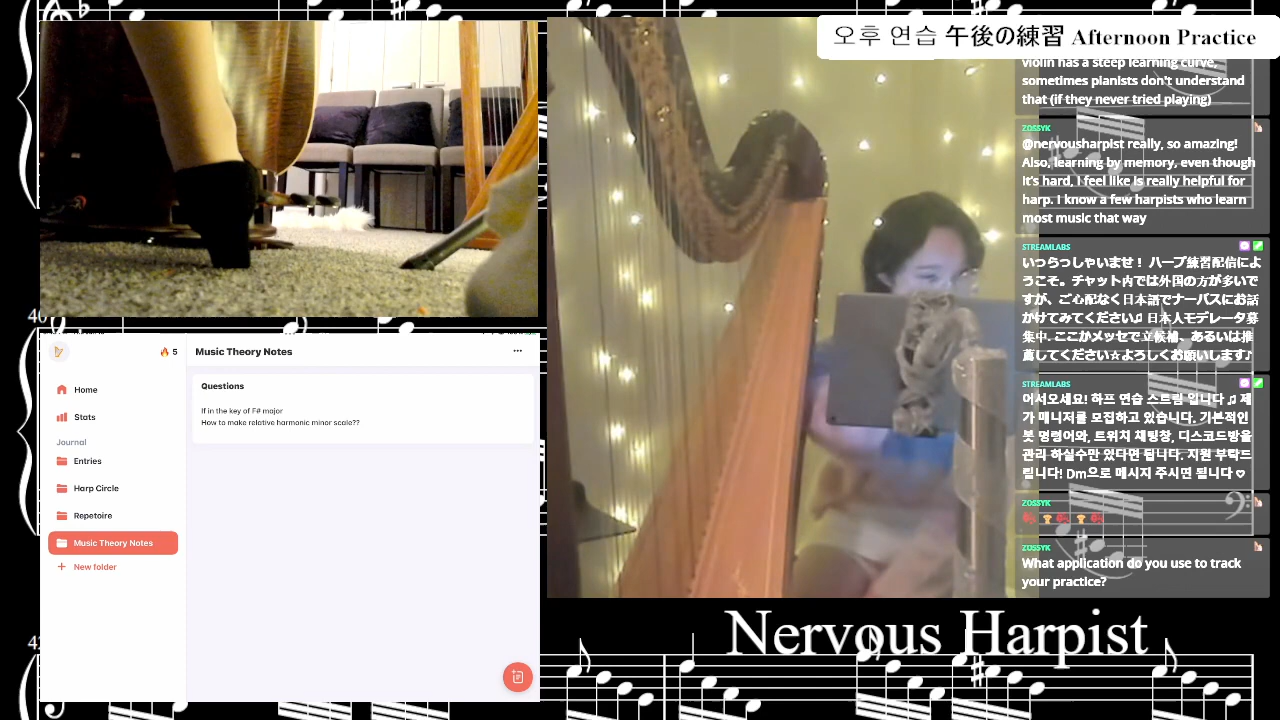 오후 연습 午後の練習 Afternoon Practice
violin has a steep learning curve,
sometimes pianists don't understand
that (if they never tried playing)
ZOSSYK
@nervousharpist really, so amazing!
Also, learning by memory, even though
it's hard, I feel like is really helpful for
harp. I know a few harpists who learn
most music that way
STREAMLABS
いらっしゃいませ！ ハープ練習配信によ
うこそ。チャット内では外国の方が多いで
すが、ご心配なく日本語でナーバスにお話
かけてみてください♫ 日本人モデレータ募
集中. ここかメッセで立候補、あるいは推
薦してください☆よろしくお願いします♪
STREAMLABS
어서오세요! 하프 연습 스트림 입니다 ♫ 제
가 매니저를 모집하고 있습니다. 기본적인
봇 명령어와, 트위치 채팅창, 디스코드방을
관리 하실수만 있다면 됩니다. 지원 부탁드
립니다! Dm으로 메시지 주시면 됩니다 ♡
ZOSSYK
ZOSSYK
What application do you use to track
your practice?
5
Home
Stats
Journal
Entries
Harp Circle
Repetoire
Music Theory Notes
+ New folder
Music Theory Notes
...
Questions
If in the key of F# major
How to make relative harmonic minor scale??
Nervous Harpist